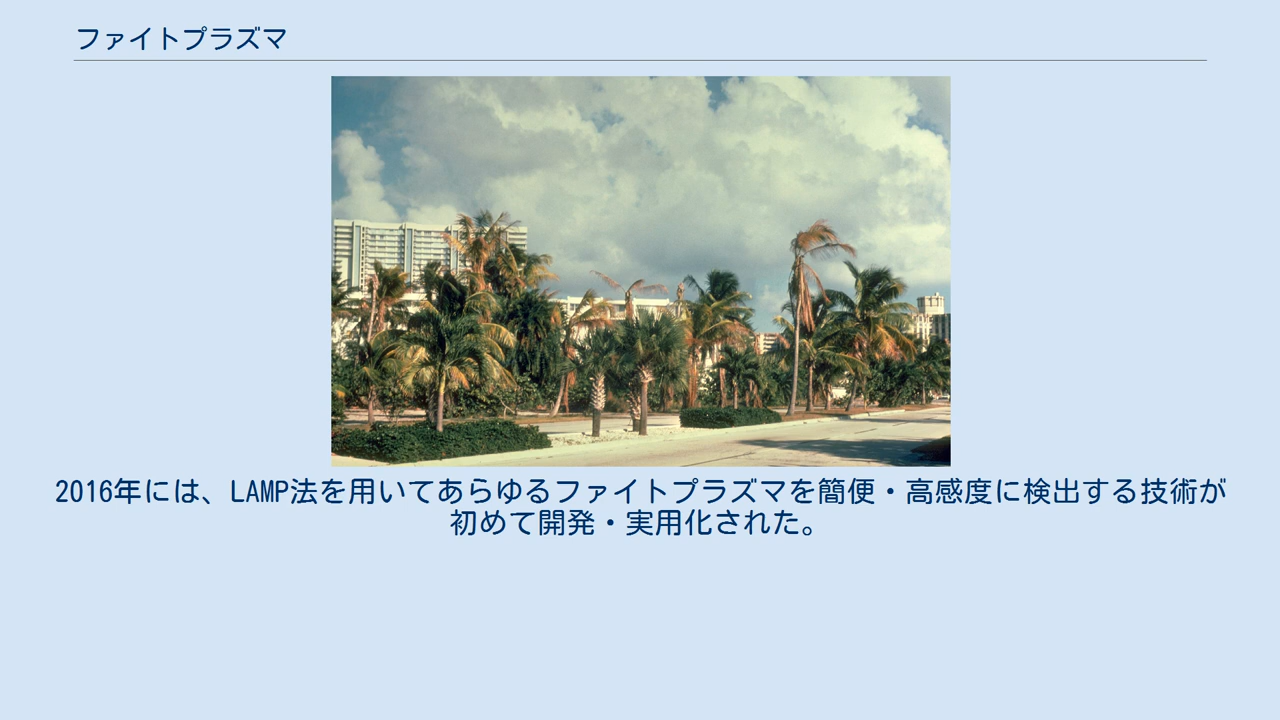 ファイトプラズマ
2016年には、LAMP法を用いてあらゆるファイトプラズマを簡便・高感度に検出する技術が
初めて開発・実用化された。